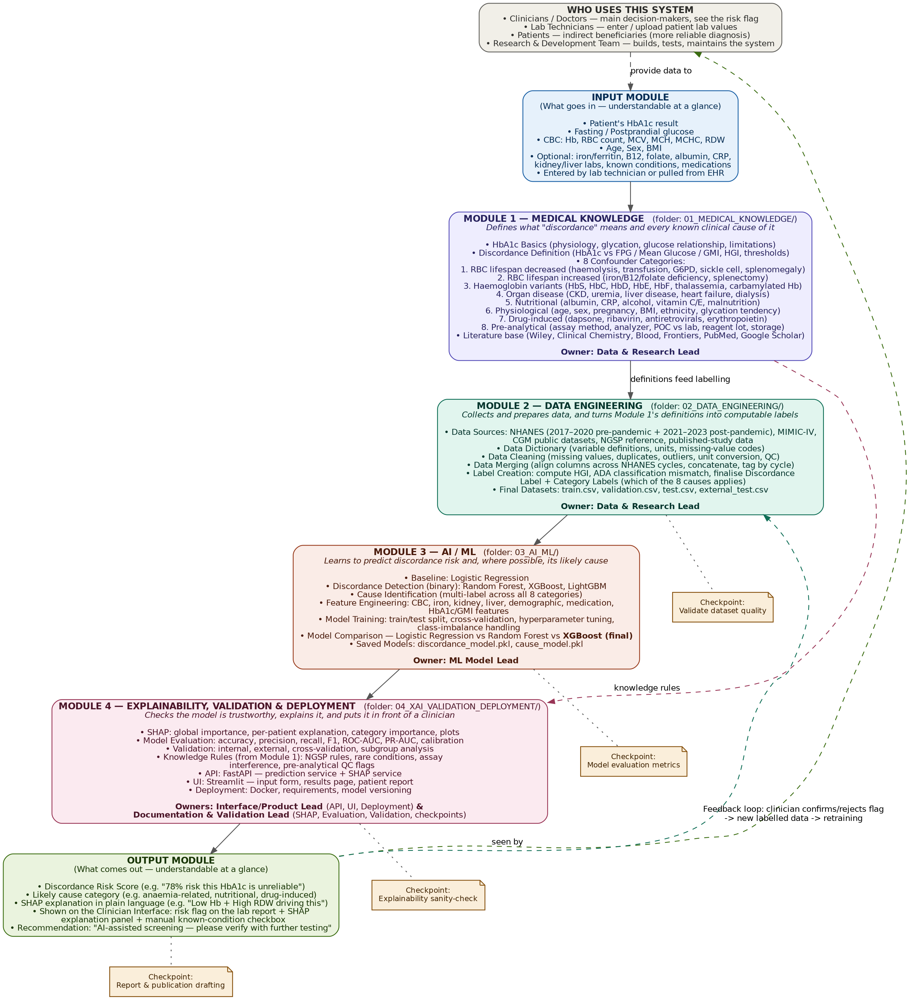 WHO USES THIS SYSTEM
• Clinicians / Doctors — main decision-makers, see the risk flag
• Lab Technicians — enter / upload patient lab values
• Patients — indirect beneficiaries (more reliable diagnosis)
• Research & Development Team — builds, tests, maintains the system
provide data to
INPUT MODULE
(What goes in — understandable at a glance)
• Patient's HbA1c result
• Fasting / Postprandial glucose
• CBC: Hb, RBC count, MCV, MCH, MCHC, RDW
• Age, Sex, BMI
• Optional: iron/ferritin, B12, folate, albumin, CRP,
kidney/liver labs, known conditions, medications
• Entered by lab technician or pulled from EHR
MODULE 1 — MEDICAL KNOWLEDGE (folder: 01_MEDICAL_KNOWLEDGE/)
Defines what "discordance" means and every known clinical cause of it
• HbA1c Basics (physiology, glycation, glucose relationship, limitations)
• Discordance Definition (HbA1c vs FPG / Mean Glucose / GMI, HGI, thresholds)
• 8 Confounder Categories:
1. RBC lifespan decreased (haemolysis, transfusion, G6PD, sickle cell, splenomegaly)
2. RBC lifespan increased (iron/B12/folate deficiency, splenectomy)
3. Haemoglobin variants (HbS, HbC, HbD, HbE, HbF, thalassemia, carbamylated Hb)
4. Organ disease (CKD, uremia, liver disease, heart failure, dialysis)
5. Nutritional (albumin, CRP, alcohol, vitamin C/E, malnutrition)
6. Physiological (age, sex, pregnancy, BMI, ethnicity, glycation tendency)
7. Drug-induced (dapsone, ribavirin, antiretrovirals, erythropoietin)
8. Pre-analytical (assay method, analyzer, POC vs lab, reagent lot, storage)
• Literature base (Wiley, Clinical Chemistry, Blood, Frontiers, PubMed, Google Scholar)
Owner: Data & Research Lead
definitions feed labelling
MODULE 2 — DATA ENGINEERING (folder: 02_DATA_ENGINEERING/)
Collects and prepares data, and turns Module 1's definitions into computable labels
• Data Sources: NHANES (2017–2020 pre-pandemic + 2021–2023 post-pandemic), MIMIC-IV,
CGM public datasets, NGSP reference, published-study data
• Data Dictionary (variable definitions, units, missing-value codes)
• Data Cleaning (missing values, duplicates, outliers, unit conversion, QC)
• Data Merging (align columns across NHANES cycles, concatenate, tag by cycle)
• Label Creation: compute HGI, ADA classification mismatch, finalise Discordance
Label + Category Labels (which of the 8 causes applies)
• Final Datasets: train.csv, validation.csv, test.csv, external_test.csv
Owner: Data & Research Lead
MODULE 3 — AI / ML (folder: 03_AI_ML/)
Learns to predict discordance risk and, where possible, its likely cause
• Baseline: Logistic Regression
• Discordance Detection (binary): Random Forest, XGBoost, LightGBM
• Cause Identification (multi-label across all 8 categories)
• Feature Engineering: CBC, iron, kidney, liver, demographic, medication,
HbA1c/GMI features
• Model Training: train/test split, cross-validation, hyperparameter tuning,
class-imbalance handling
• Model Comparison — Logistic Regression vs Random Forest vs XGBoost (final)
• Saved Models: discordance_model.pkl, cause_model.pkl
Owner: ML Model Lead
Checkpoint:
Validate dataset quality
knowledge rules
MODULE 4 — EXPLAINABILITY, VALIDATION & DEPLOYMENT (folder: 04_XAI_VALIDATION_DEPLOYMENT/)
Checks the model is trustworthy, explains it, and puts it in front of a clinician
• SHAP: global importance, per-patient explanation, category importance, plots
• Model Evaluation: accuracy, precision, recall, F1, ROC-AUC, PR-AUC, calibration
• Validation: internal, external, cross-validation, subgroup analysis
• Knowledge Rules (from Module 1): NGSP rules, rare conditions, assay
interference, pre-analytical QC flags
• API: FastAPI — prediction service + SHAP service
• UI: Streamlit — input form, results page, patient report
• Deployment: Docker, requirements, model versioning
Owners: Interface/Product Lead (API, UI, Deployment) &
Documentation & Validation Lead (SHAP, Evaluation, Validation, checkpoints)
Checkpoint:
Model evaluation metrics
Feedback loop: clinician confirms/rejects flag
-> new labelled data -> retraining
seen by
OUTPUT MODULE
(What comes out — understandable at a glance)
• Discordance Risk Score (e.g. "78% risk this HbA1c is unreliable")
• Likely cause category (e.g. anaemia-related, nutritional, drug-induced)
• SHAP explanation in plain language (e.g. "Low Hb + High RDW driving this")
• Shown on the Clinician Interface: risk flag on the lab report + SHAP
explanation panel + manual known-condition checkbox
• Recommendation: "AI-assisted screening — please verify with further testing"
Checkpoint:
Explainability sanity-check
Checkpoint:
Report & publication drafting